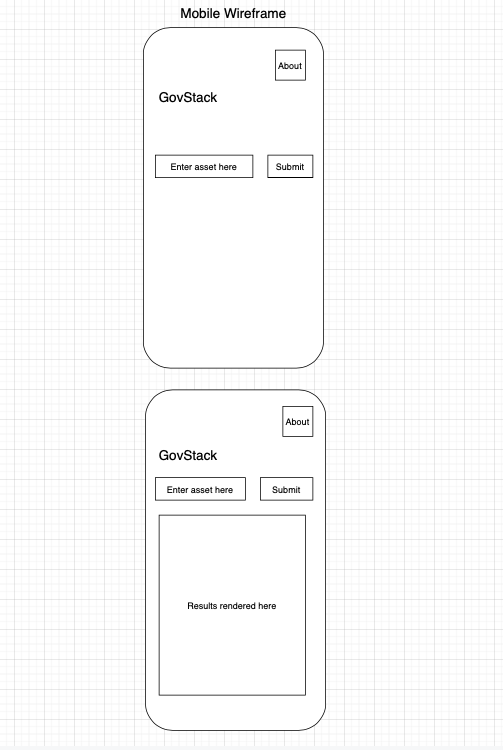 Mobile Wireframe
About
GovStack
Enter asset here
Submit
About
GovStack
Enter asset here
Submit
Results rendered here